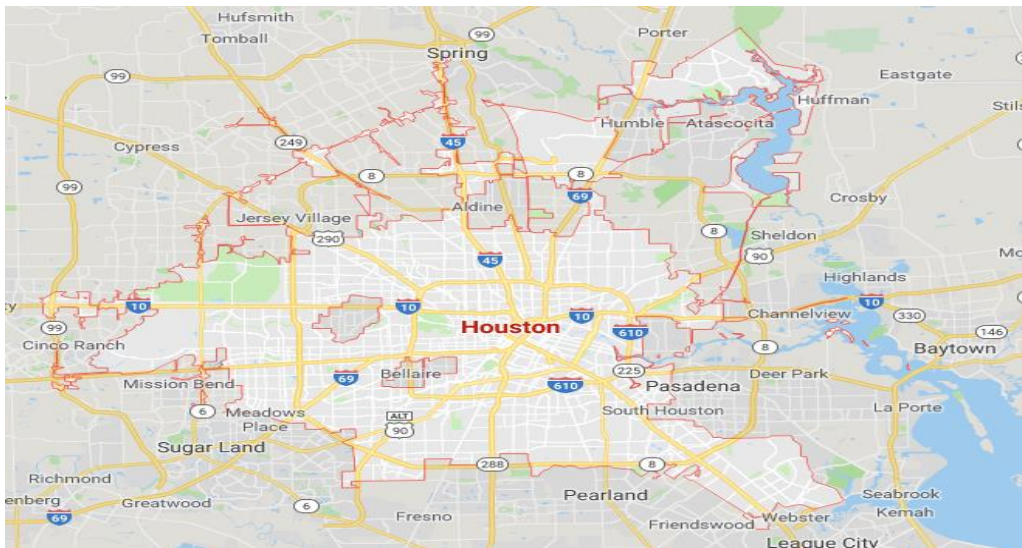 Hufsmith
Tomball
99
Porter
Spring
Eastgate
99
Huffman
Stils
Humble
Atascocita
249
45
Cypress
8
8
99
69
Crosby
Aldine
Jersey Village
8
Sheldon
290
90
45
Mo
Highlands
ty
10
10
10
10
Channelview
330
99
Houston
610
146
Cinco Ranch
8
Baytown
Bellaire
225
Mission Bend
69
610
Pasadena
Deer Park
6
Meadows
Place
ALT
90
South Houston
La Porte
Sugar Land
288
8
Richmond
Pearland
Seabrook
enberg
Greatwood
6
Kemah
69
Fresno
Friendswood
Webster
League City